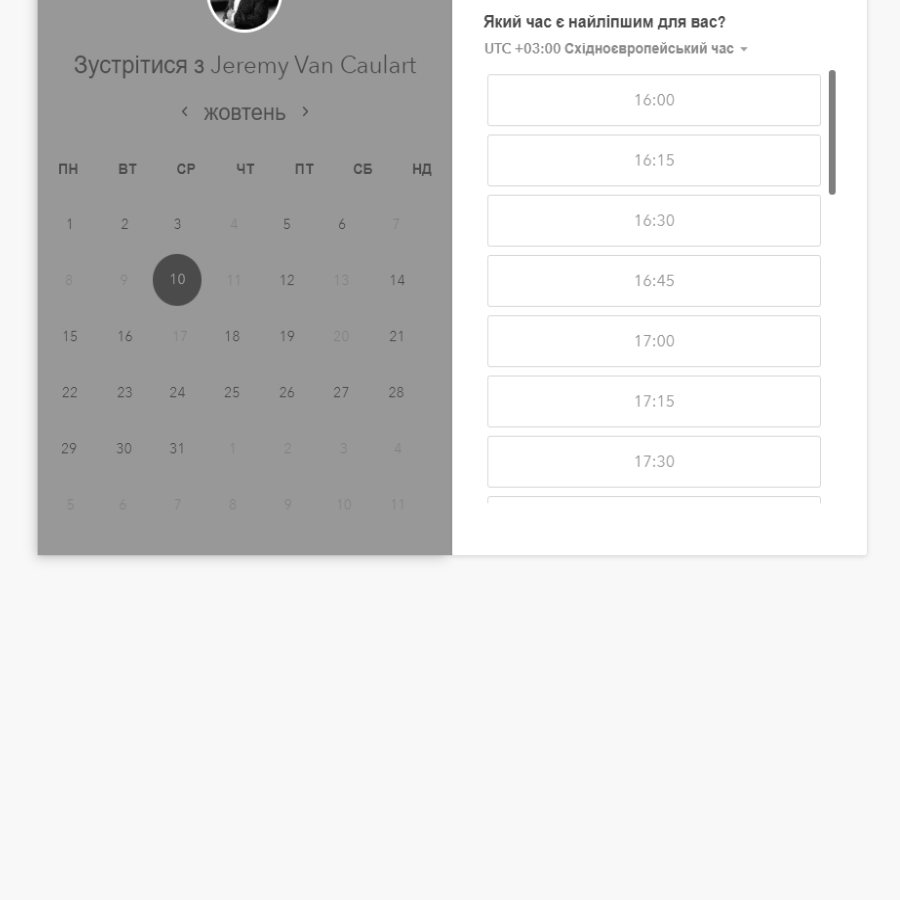 Зустрітися з Jeremy Van Caulart
‹ жовтень ›
ПН ВТ СР ЧТ ПТ СБ НД
1 2 3 4 5 6 7
8 9 10 11 12 13 14
15 16 17 18 19 20 21
22 23 24 25 26 27 28
29 30 31 1 2 3 4
5 6 7 8 9 10 11
Який час є найліпшим для вас?
UTC +03:00 Східноєвропейський час
16:00
16:15
16:30
16:45
17:00
17:15
17:30